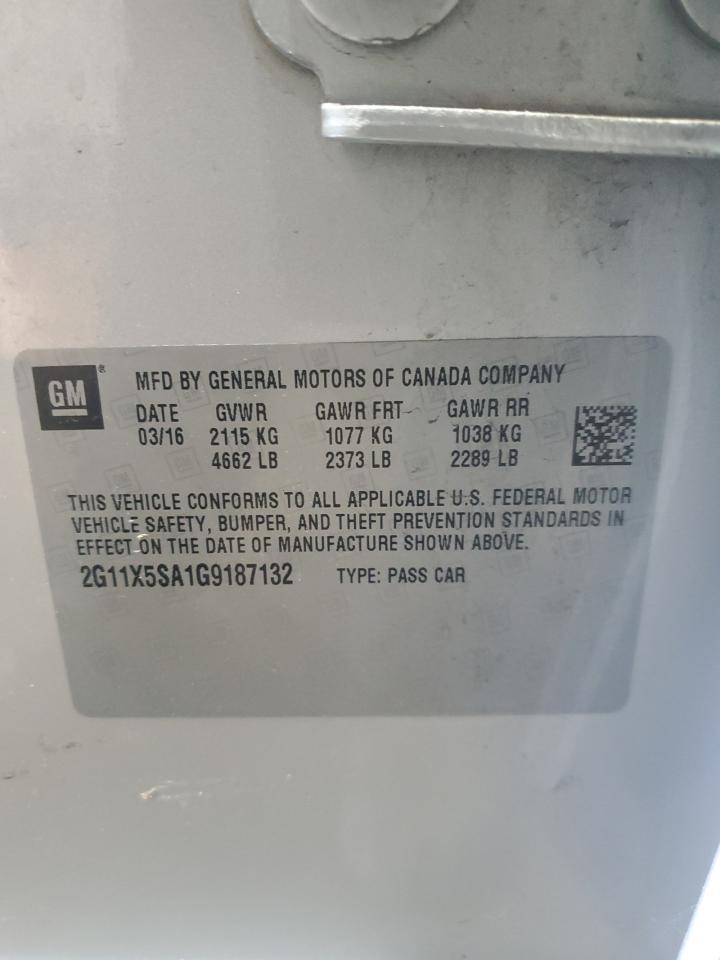 GM ® MFD BY GENERAL MOTORS OF CANADA COMPANY
DATE GVWR GAWR FRT GAWR RR
03/16 2115 KG 1077 KG 1038 KG
4662 LB 2373 LB 2289 LB
THIS VEHICLE CONFORMS TO ALL APPLICABLE U.S. FEDERAL MOTOR
VEHICLE SAFETY, BUMPER, AND THEFT PREVENTION STANDARDS IN
EFFECT ON THE DATE OF MANUFACTURE SHOWN ABOVE.
2G11X5SA1G9187132 TYPE: PASS CAR